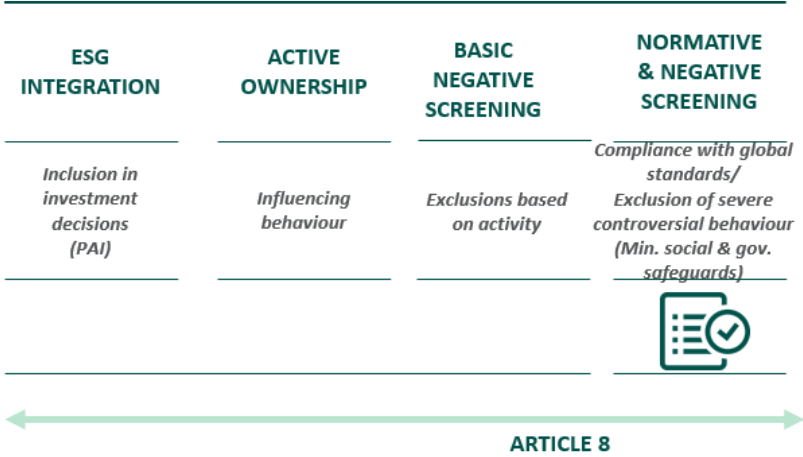 ESG
INTEGRATION
ACTIVE
OWNERSHIP
BASIC
NEGATIVE
SCREENING
NORMATIVE
& NEGATIVE
SCREENING
Inclusion in
investment
decisions
(PAI)
Influencing
behaviour
Exclusions based
on activity
Compliance with global
standards/
Exclusion of severe
controversial behaviour
(Min. social & gov.
safeguards)
ARTICLE 8